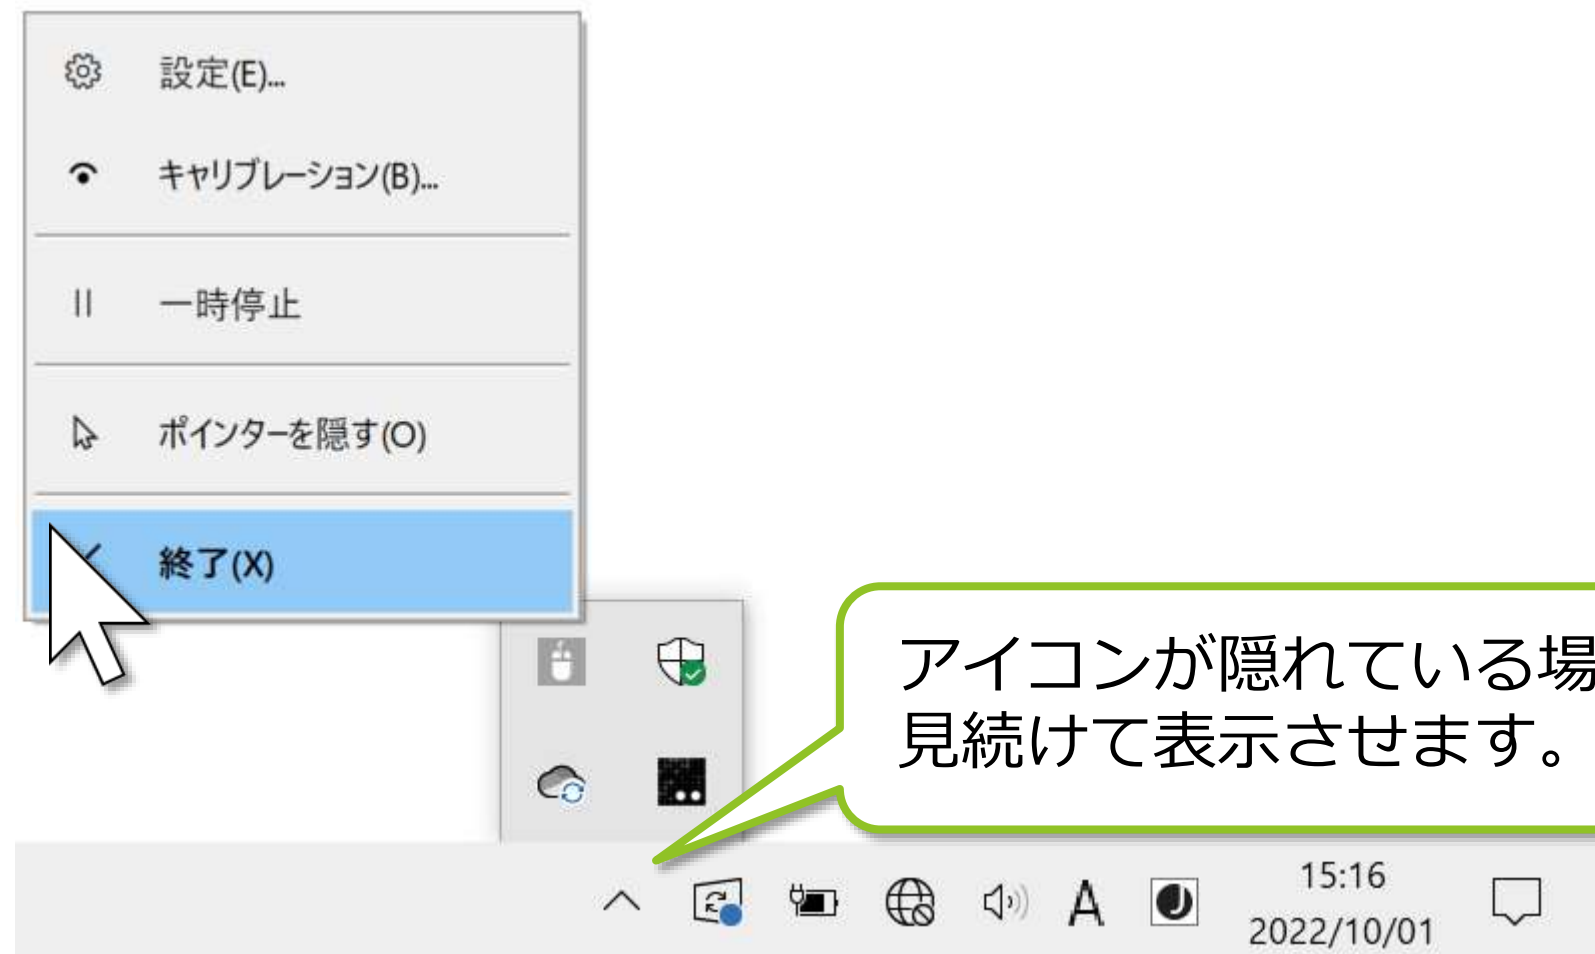 設定(E)...
キャリブレーション(B)...
一時停止
ポインターを隠す(O)
終了(X)
アイコンが隠れている場
見続けて表示させます。
A
15:16
2022/10/01